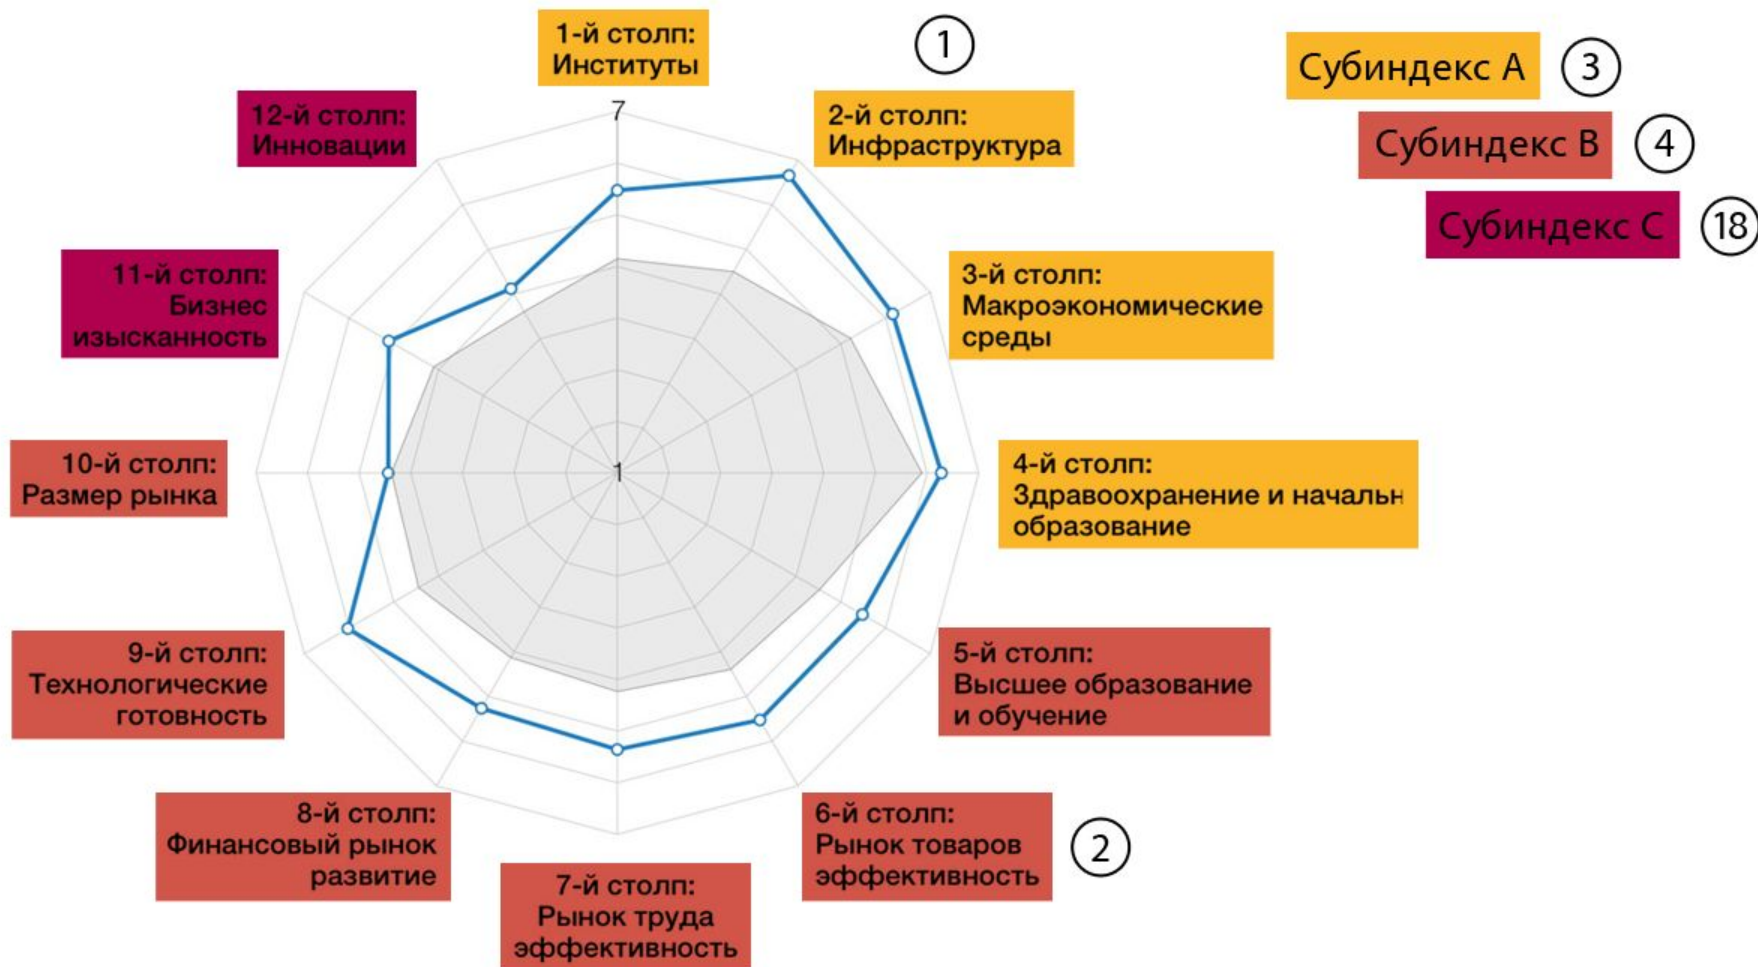 1-й столп:
Институты
1
2-й столп:
Инфраструктура
3-й столп:
Макроэкономические
среды
4-й столп:
Здравоохранение и начальн
образование
5-й столп:
Высшее образование
и обучение
6-й столп:
Рынок товаров
эффективность
2
7-й столп:
Рынок труда
эффективность
8-й столп:
Финансовый рынок
развитие
9-й столп:
Технологические
готовность
10-й столп:
Размер рынка
11-й столп:
Бизнес
изысканность
12-й столп:
Инновации
7
1
Субиндекс A 3
Субиндекс B 4
Субиндекс C 18